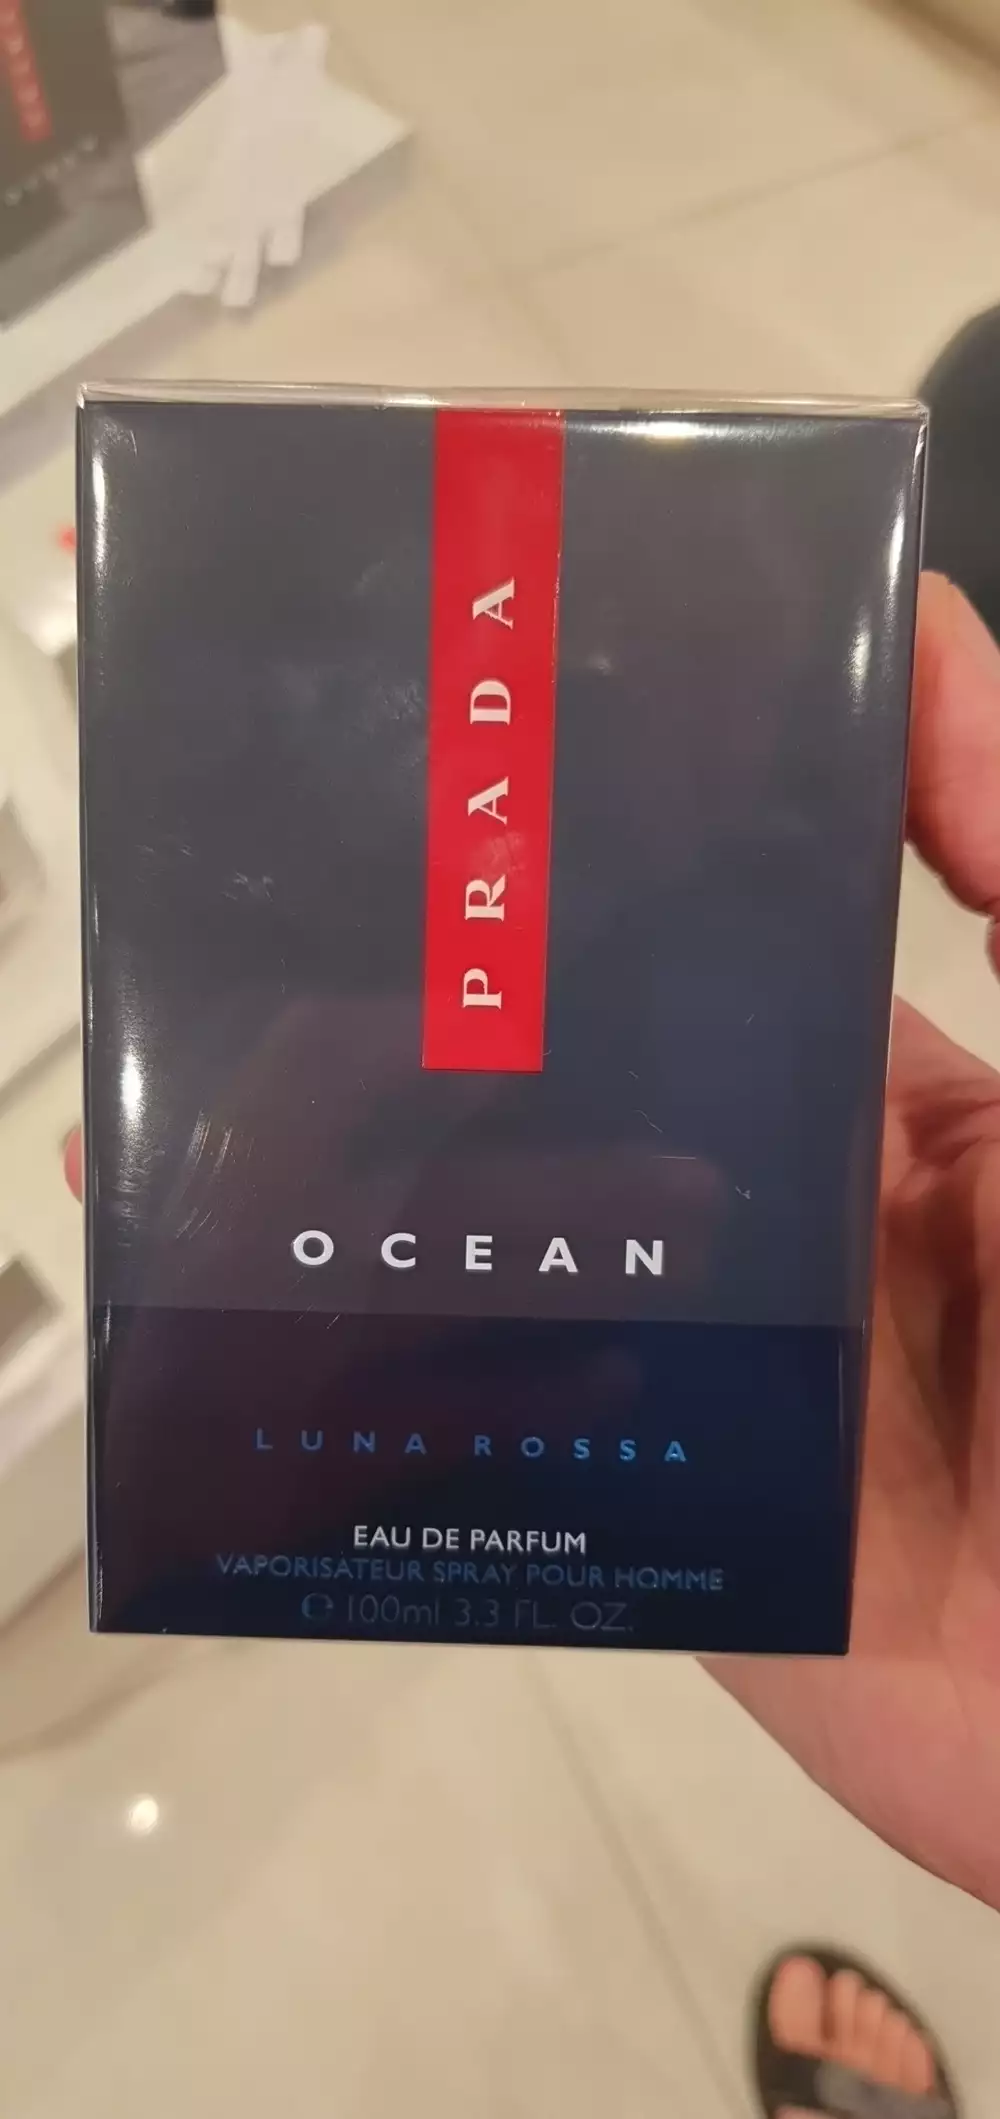 PRADA
OCEAN
LUNA ROSSA
EAU DE PARFUM
VAPORISATEUR SPRAY POUR HOMME
℮ 100ml 3.3 FL. OZ.